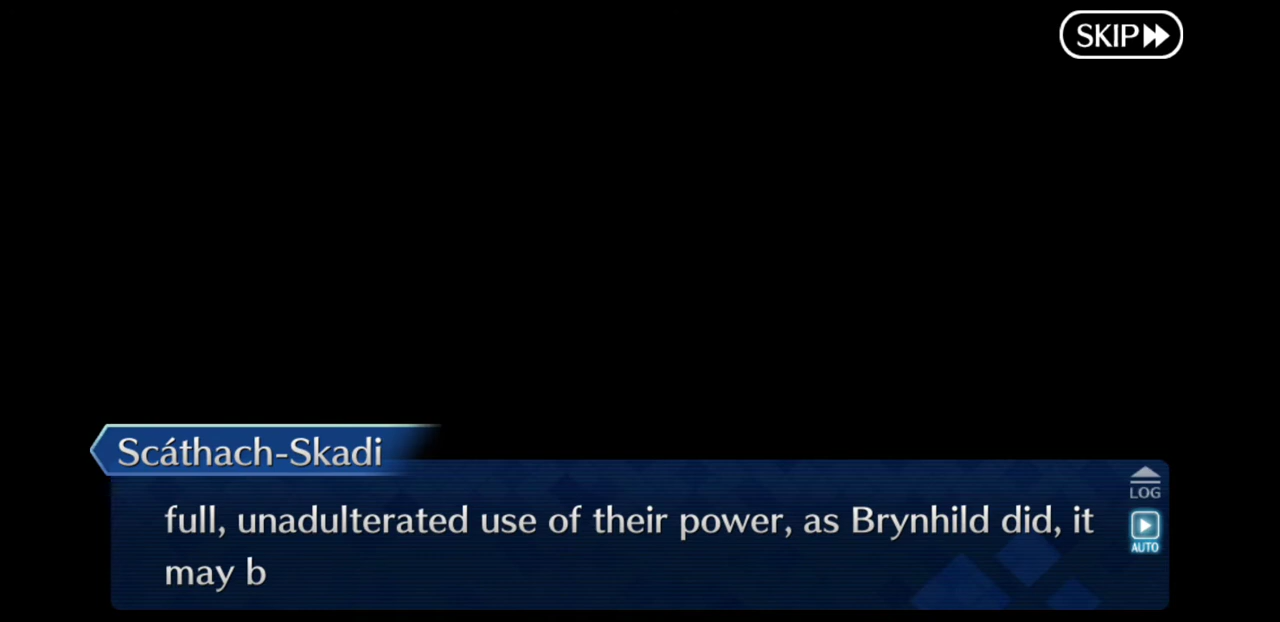 SKIP
Scáthach-Skadi
full, unadulterated use of their power, as Brynhild did, it
may b
LOG
AUTO